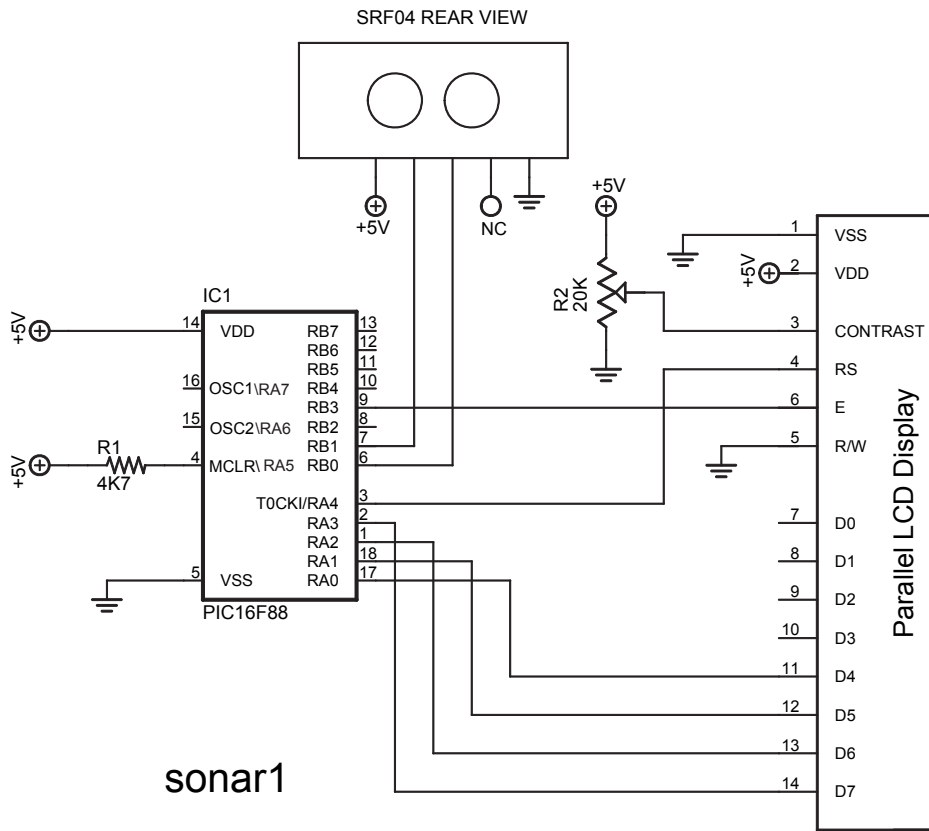 SRF04 REAR VIEW
+5V
NC
+5V
R2
20K
1 VSS
+5V
2 VDD
3 CONTRAST
4 RS
6 E
5 R/W
7 D0
8 D1
9 D2
10 D3
11 D4
12 D5
13 D6
14 D7
Parallel LCD Display
IC1
+5V
14 VDD
16 OSC1\RA7
15 OSC2\RA6
+5V
R1
4K7
4 MCLR\ RA5
5 VSS
RB7 13
RB6 12
RB5 11
RB4 10
RB3 9
RB2 8
RB1 7
RB0 6
T0CKI/RA4 3
RA3 2
RA2 1
RA1 18
RA0 17
PIC16F88
sonar1